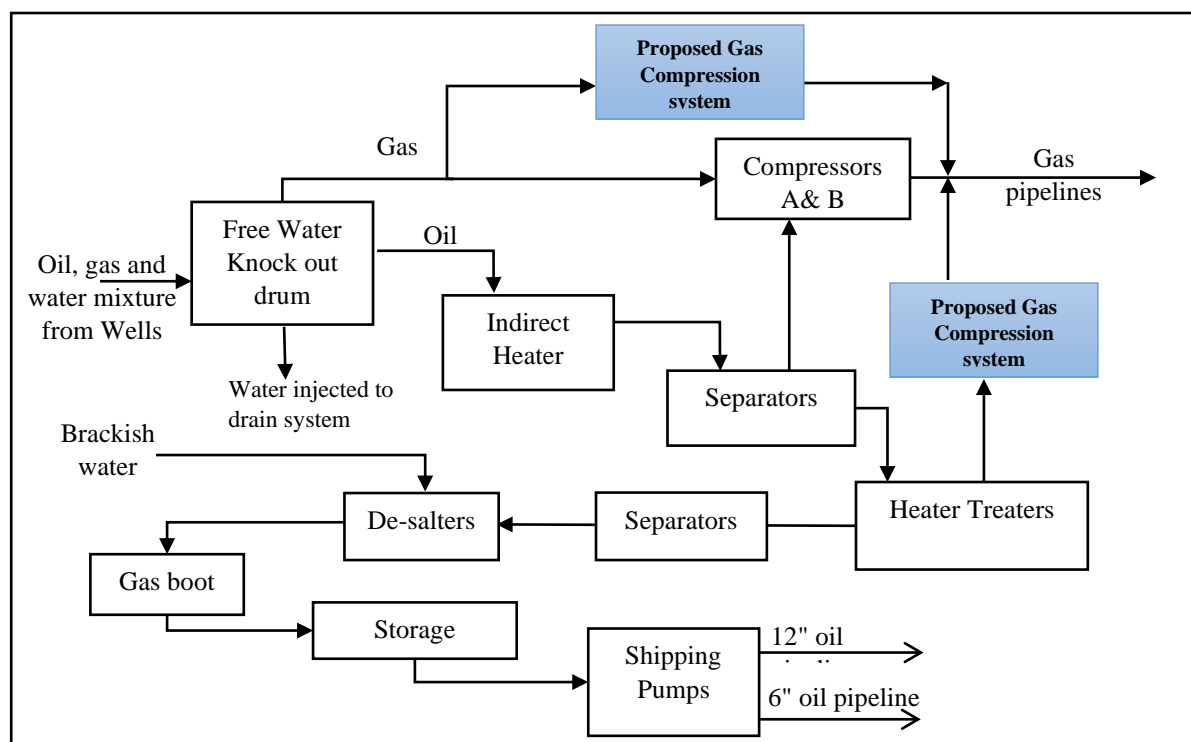 Proposed Gas
Compression
system
Gas
Compressors
A& B
Gas
pipelines
Free Water
Knock out
drum
Oil
Oil, gas and
water mixture
from Wells
Indirect
Heater
Proposed Gas
Compression
system
Water injected to
drain system
Separators
Brackish
water
De-salters
Separators
Heater Treaters
Gas boot
Storage
Shipping
Pumps
12" oil
6" oil pipeline